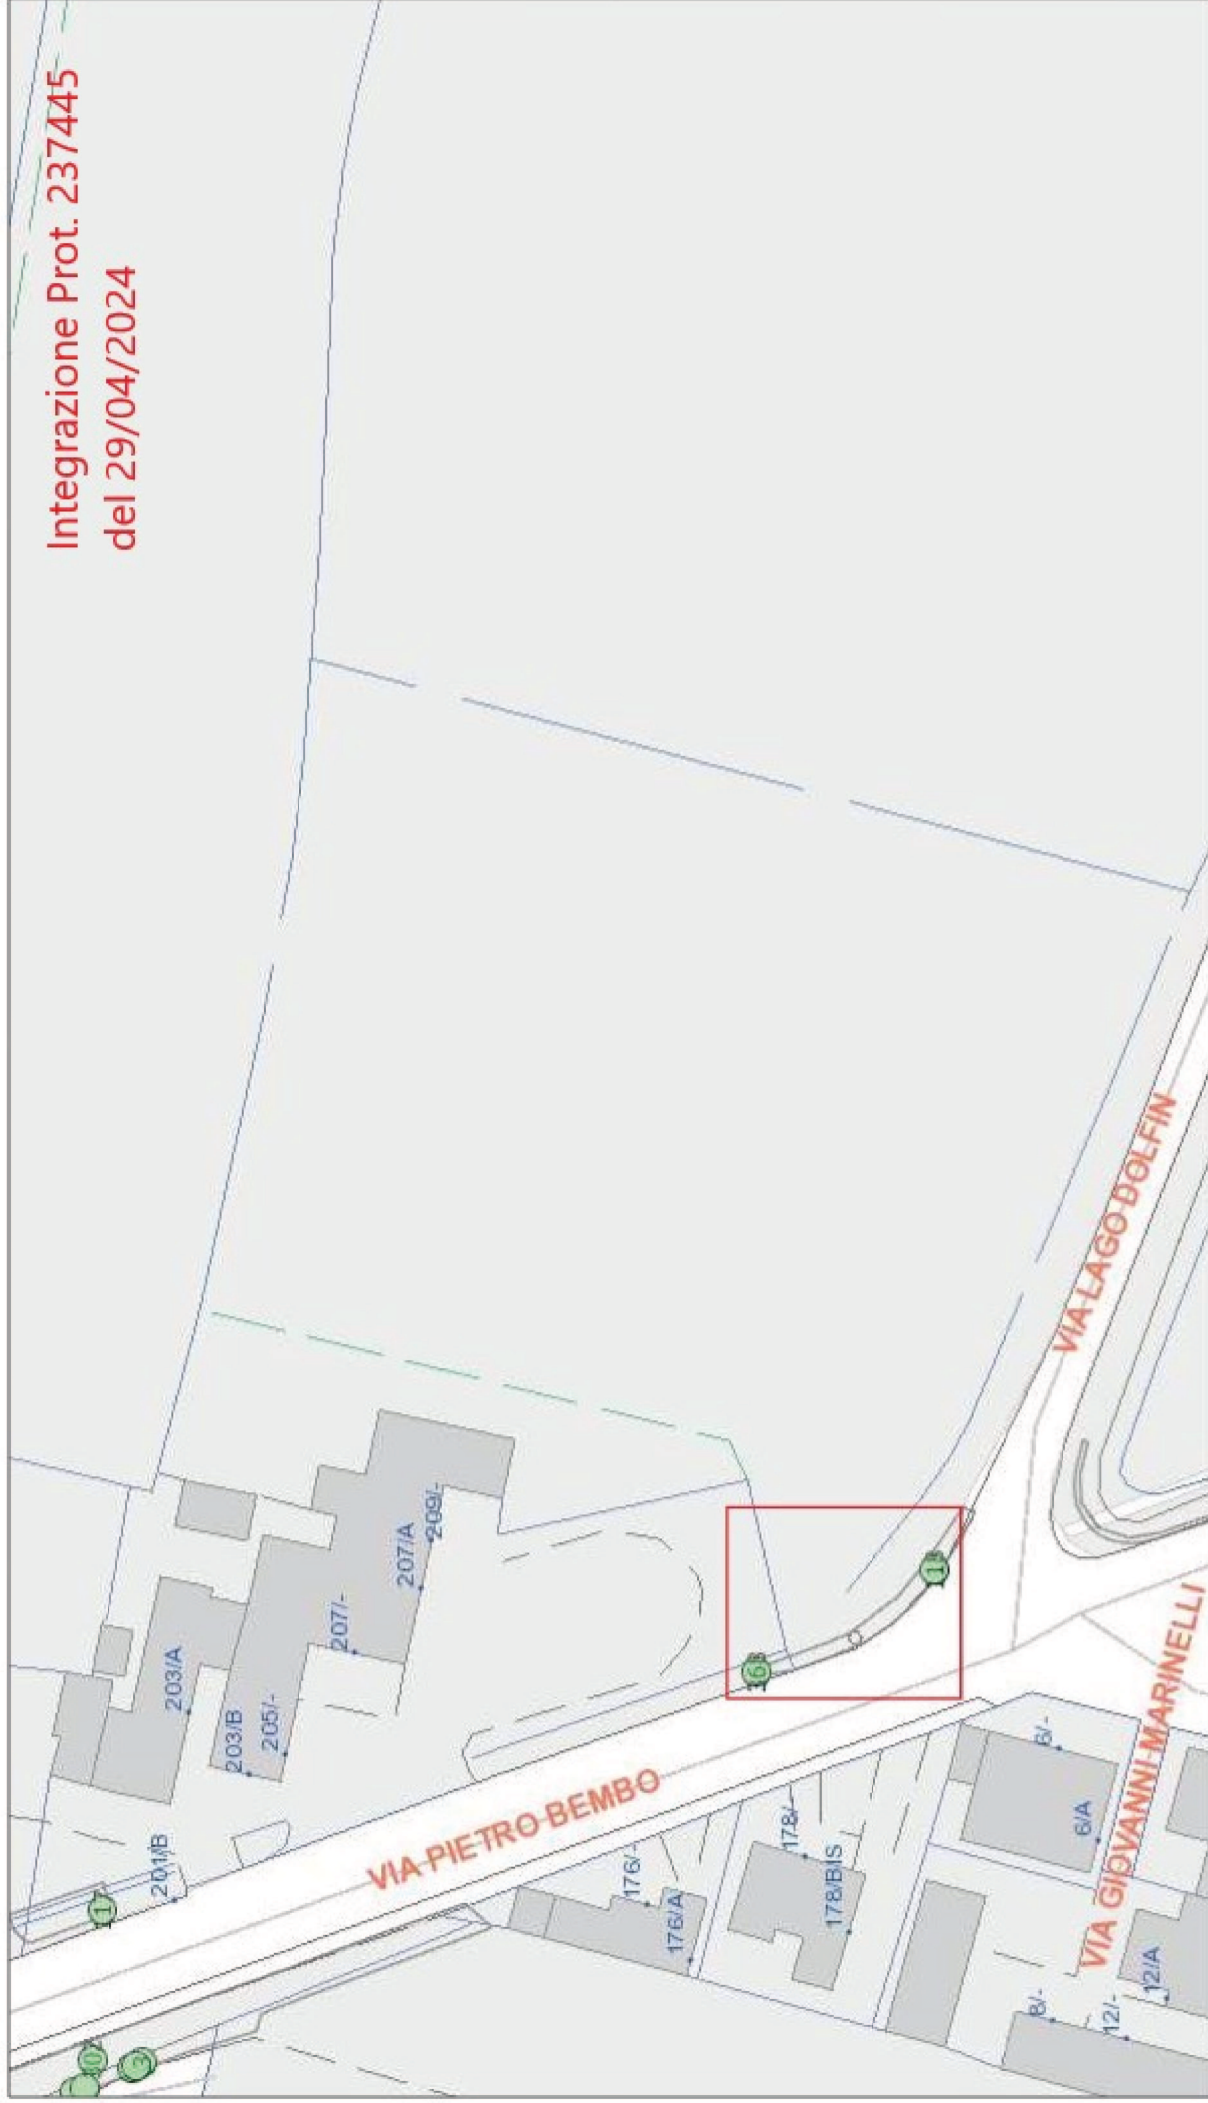 Integrazione Prot. 237445
del 29/04/2024
203/A
203/B
205/-
207/-
207/A
209/-
201/B
VIA PIETRO BEMBO
VIA LAGO DOLFIN
VIA GIOVANNI MARINELLI
176/-
176/A
178/-
178/BIS
6/-
6/A
8/-
12/-
12/A
3